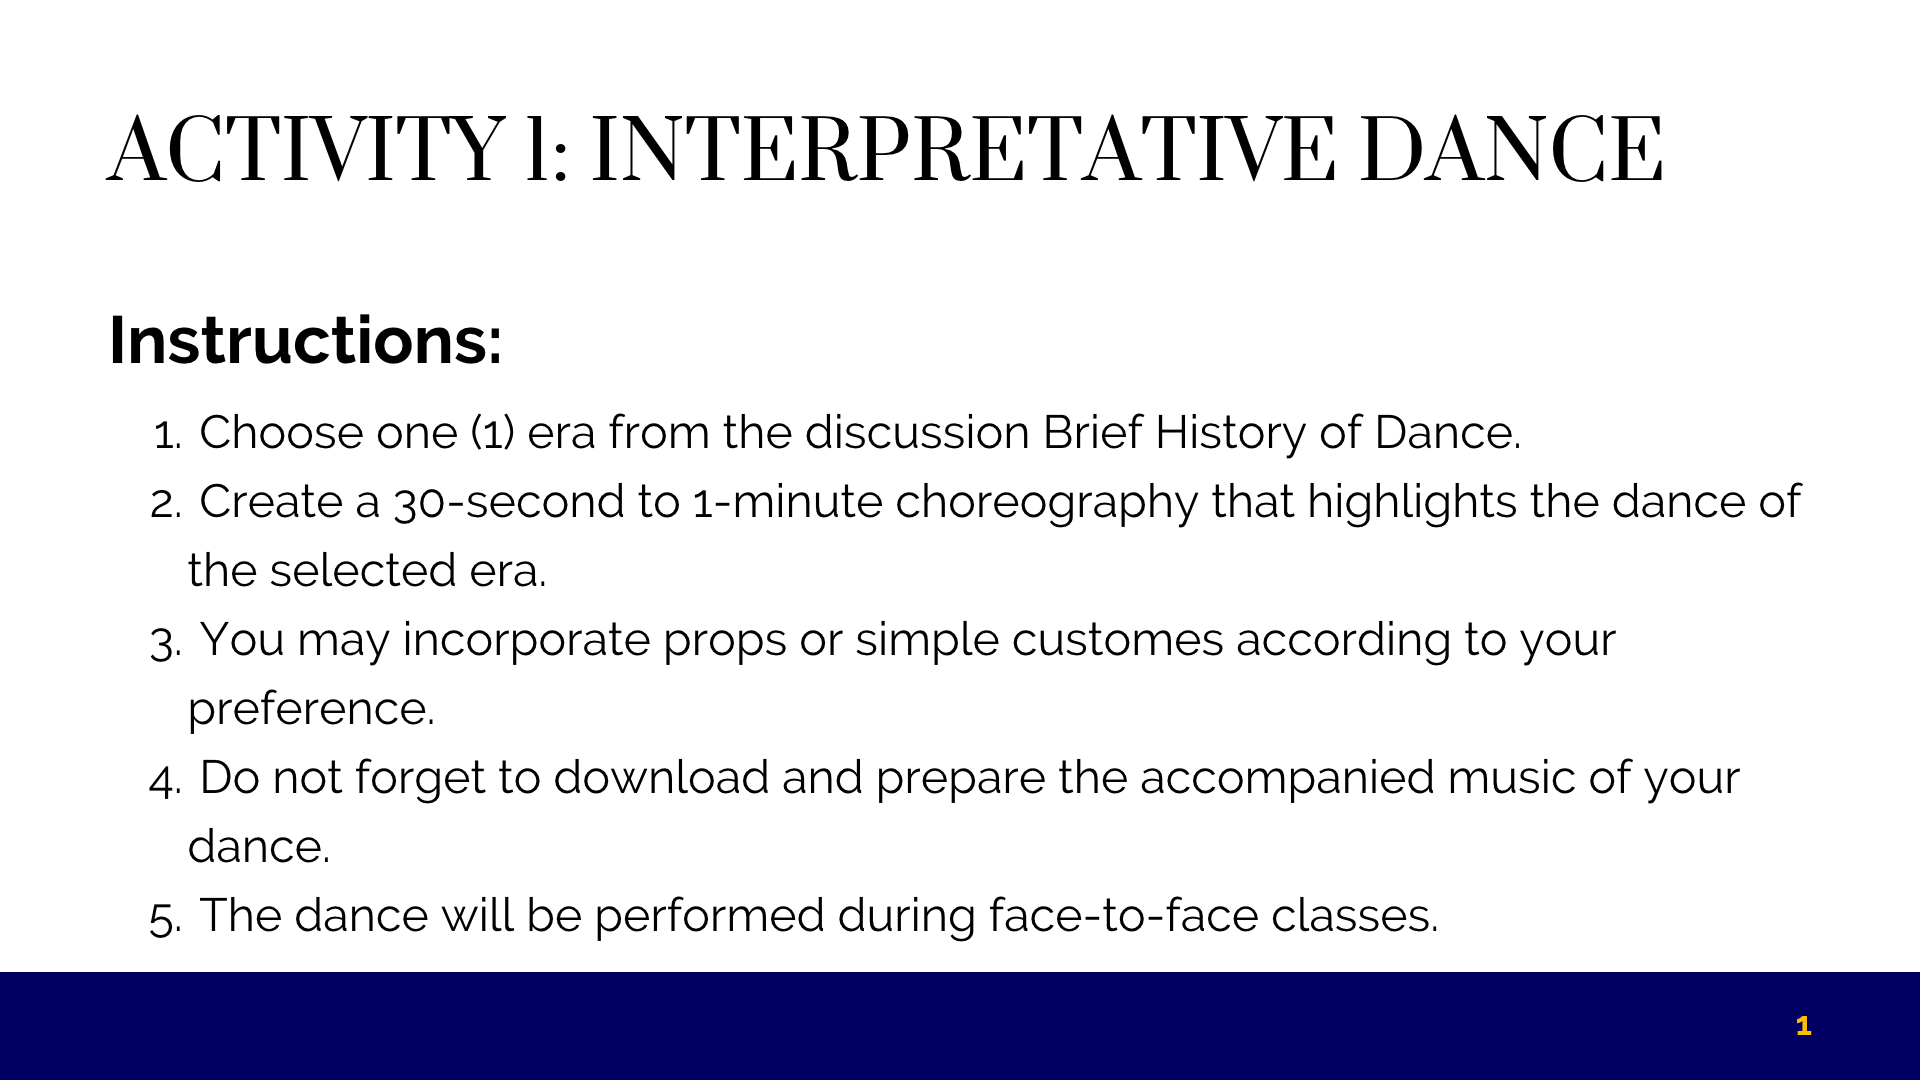 ACTIVITY 1: INTERPRETATIVE DANCE
Instructions:
1. Choose one (1) era from the discussion Brief History of Dance.
2. Create a 30-second to 1-minute choreography that highlights the dance of
the selected era.
3. You may incorporate props or simple customes according to your
preference.
4. Do not forget to download and prepare the accompanied music of your
dance.
5. The dance will be performed during face-to-face classes.
1